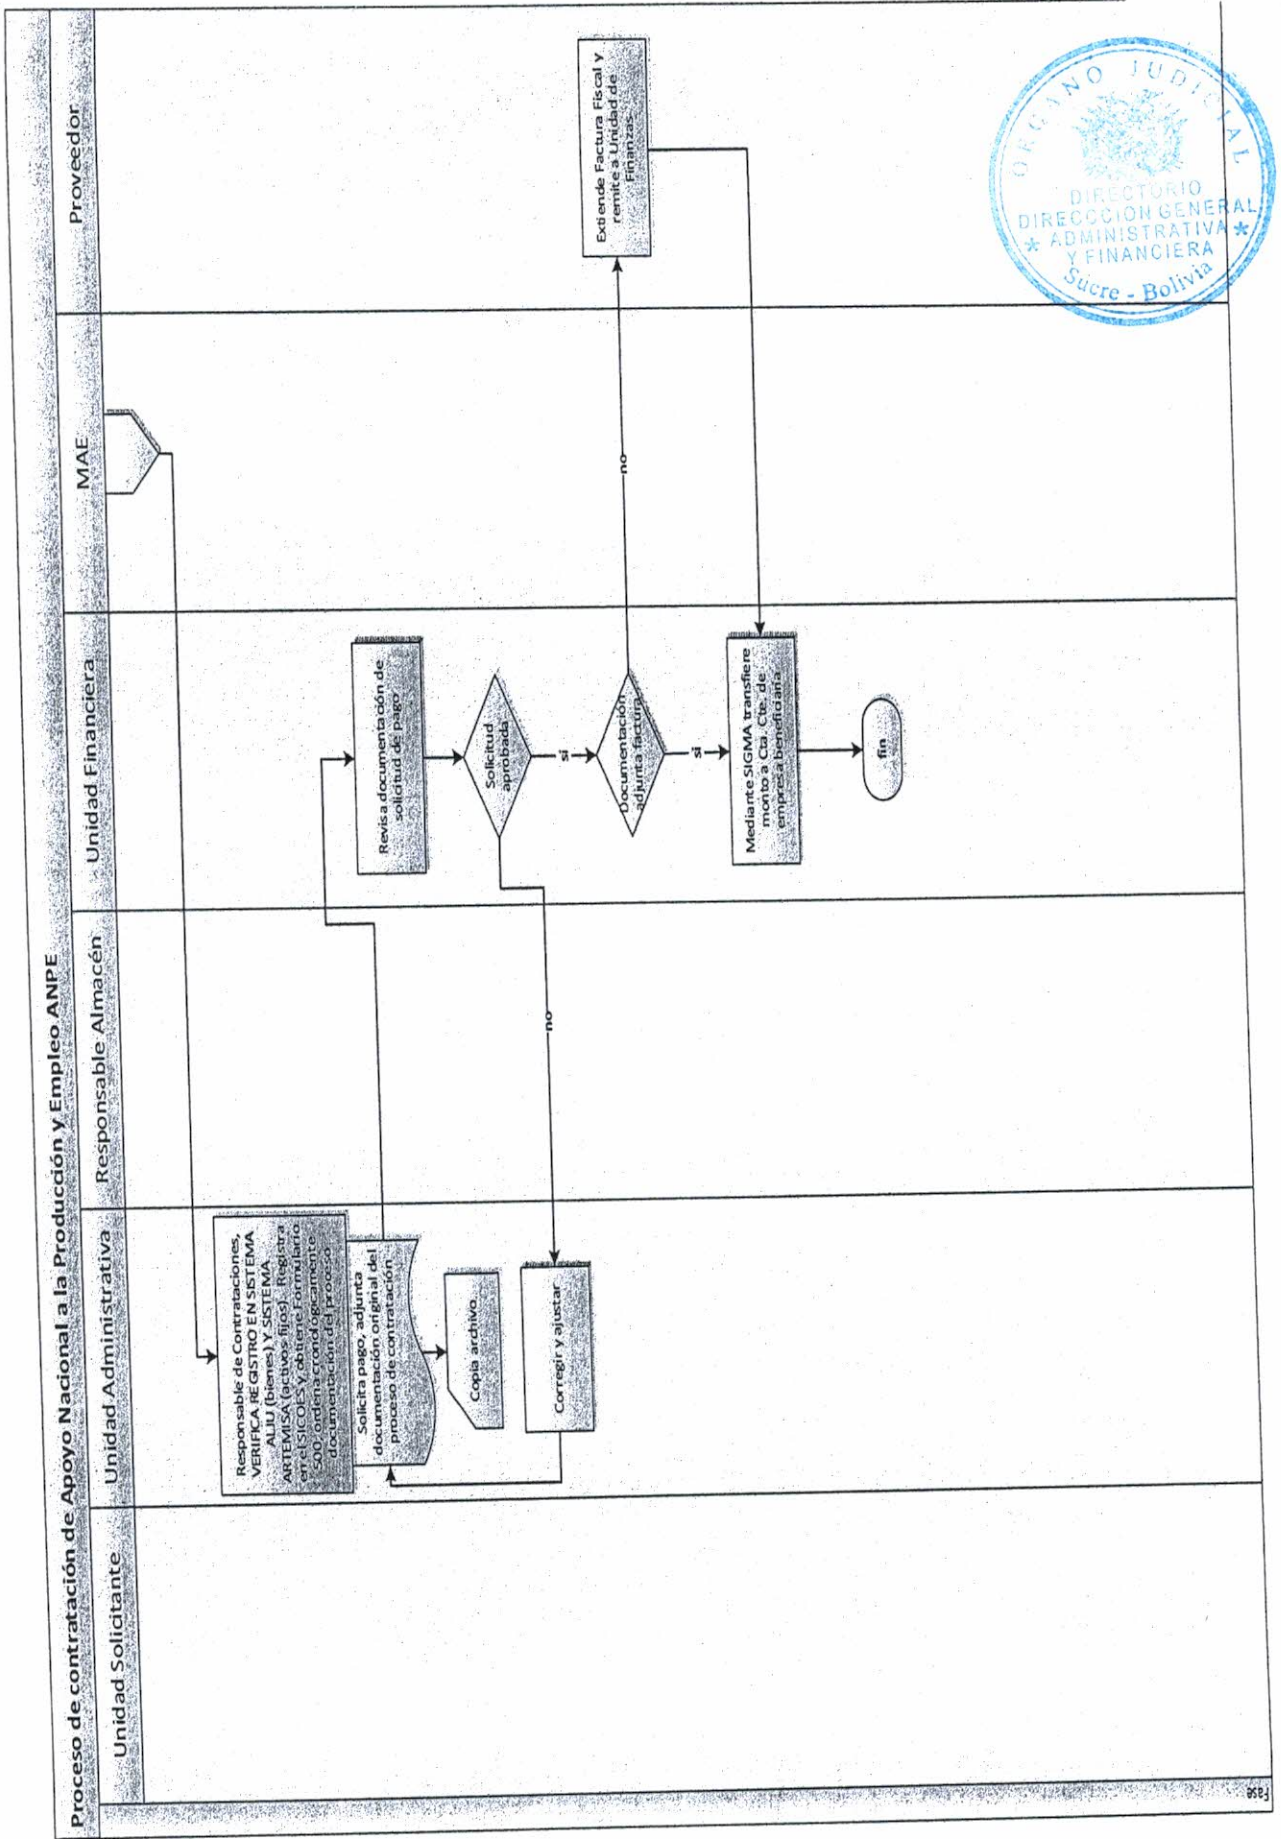 Proceso de contratación de Apoyo Nacional a la Producción y Empleo ANPE
Unidad Solicitante
Unidad Administrativa
Responsable Almacén
Unidad Financiera
MAE
Proveedor
Responsable de Contrataciones,
VERIFICA REGISTRO EN SISTEMA
ALIU (bienes) Y SISTEMA
ARTEMISA (activos fijos) Registra
en el SICOES y obtiene Formulario
500, ordena cronológicamente
documentación del proceso
Solicita pago, adjunta
documentación original del
proceso de contratación
Copia archivo
Corregir y ajustar
Revisa documentación de
solicitud de pago
Solicitud
aprobada
no
si
Documentación
adjunta factura
no
si
Extiende Factura Fiscal y
remite a Unidad de
Finanzas.
Mediante SIGMA transfiere
monto a Cta. Cte. de
empresa beneficiaria
fin
Fase
ORGANO JUDICIAL
DIRECTORIO
DIRECCCION GENERAL
ADMINISTRATIVA
Y FINANCIERA
Sucre - Bolivia